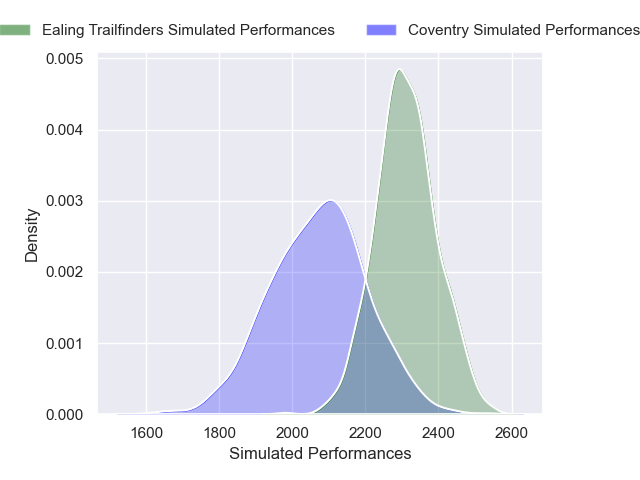 Ealing Trailfinders Simulated Performances Coventry Simulated Performances
0.005
0.004
0.003
0.002
0.001
0.000
Density
1600 1800 2000 2200 2400 2600
Simulated Performances